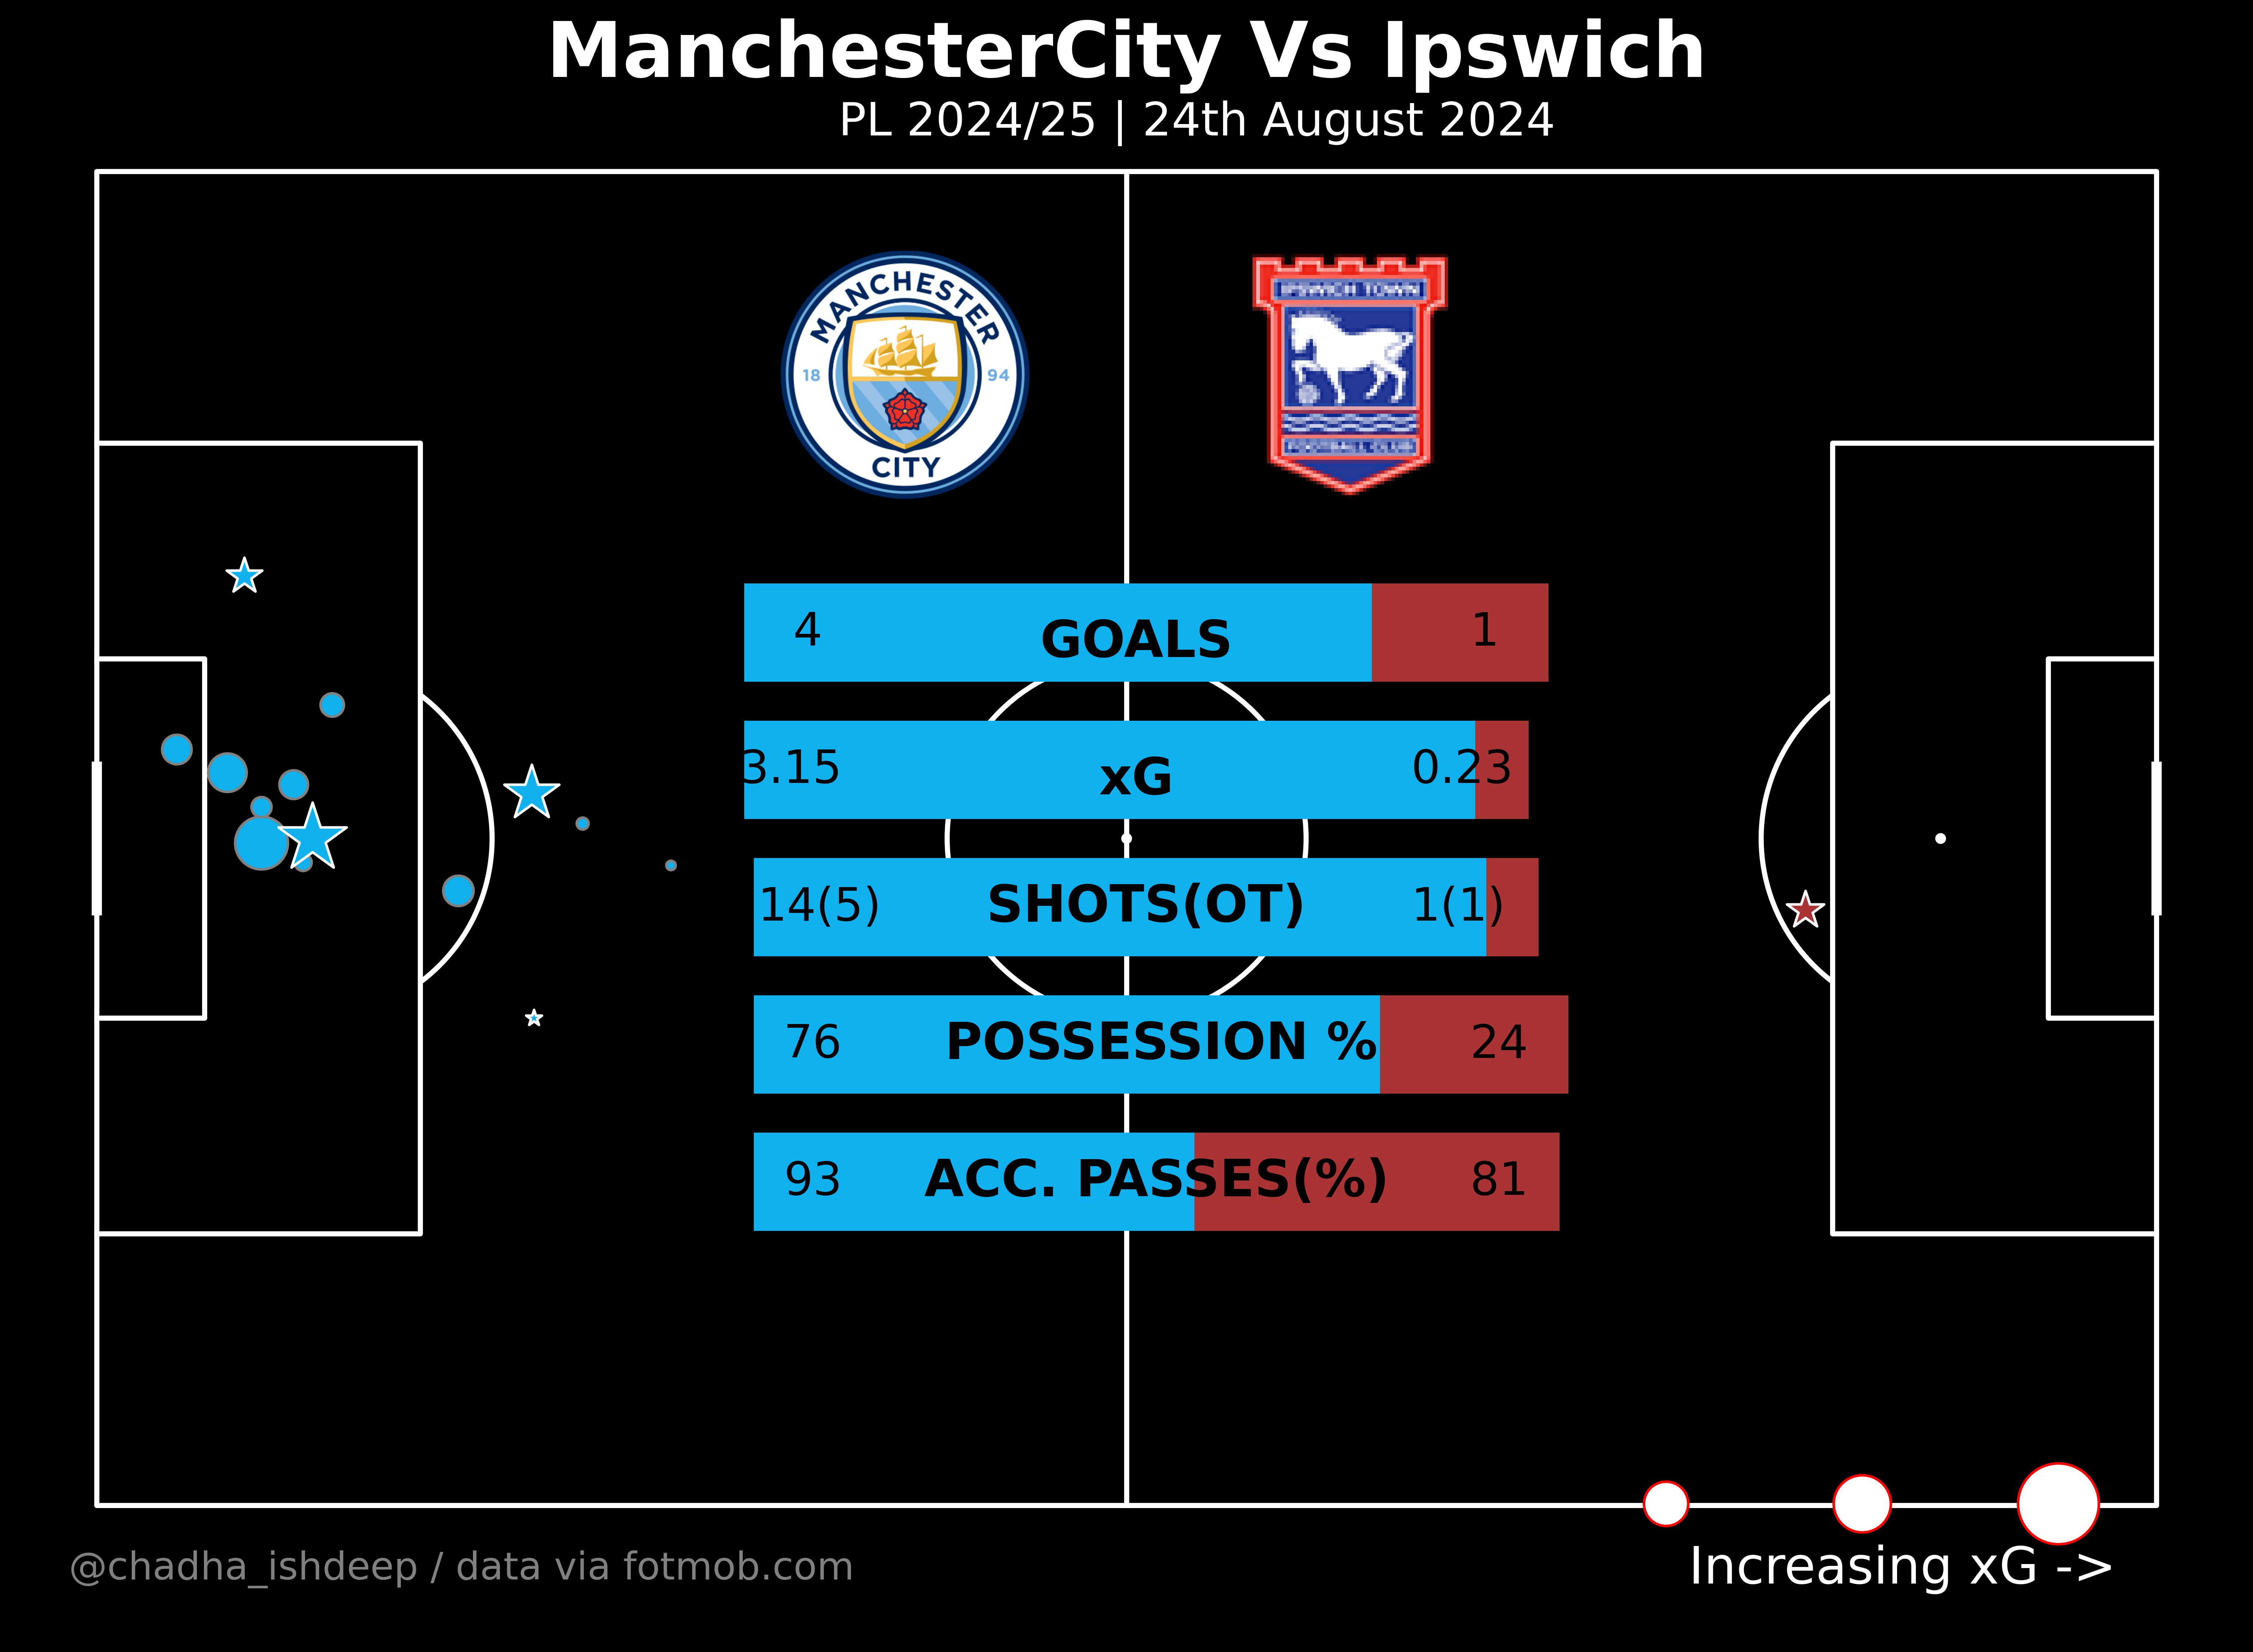 ManchesterCity Vs Ipswich
PL 2024/25 | 24th August 2024
MANCHESTER
18 94
CITY
IPSWICH TOWN
4 GOALS 1
3.15 xG 0.23
14(5) SHOTS(OT) 1(1)
76 POSSESSION % 24
93 ACC. PASSES(%) 81
@chadha_ishdeep / data via fotmob.com
Increasing xG ->